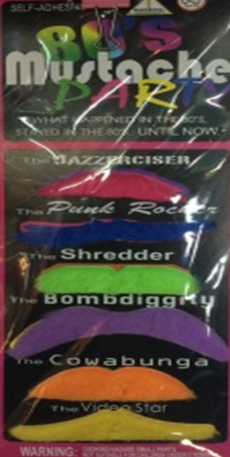 SELF-ADHESIVE
80'S
Mustache
PARTY
WHAT HAPPENED IN THE 80'S,
STAYED IN THE 80'S. UNTIL NOW.
The JAZZERCISER
The Punk Rocker
The Shredder
The Bombdiggity
The Cowabunga
The Video Star
WARNING: